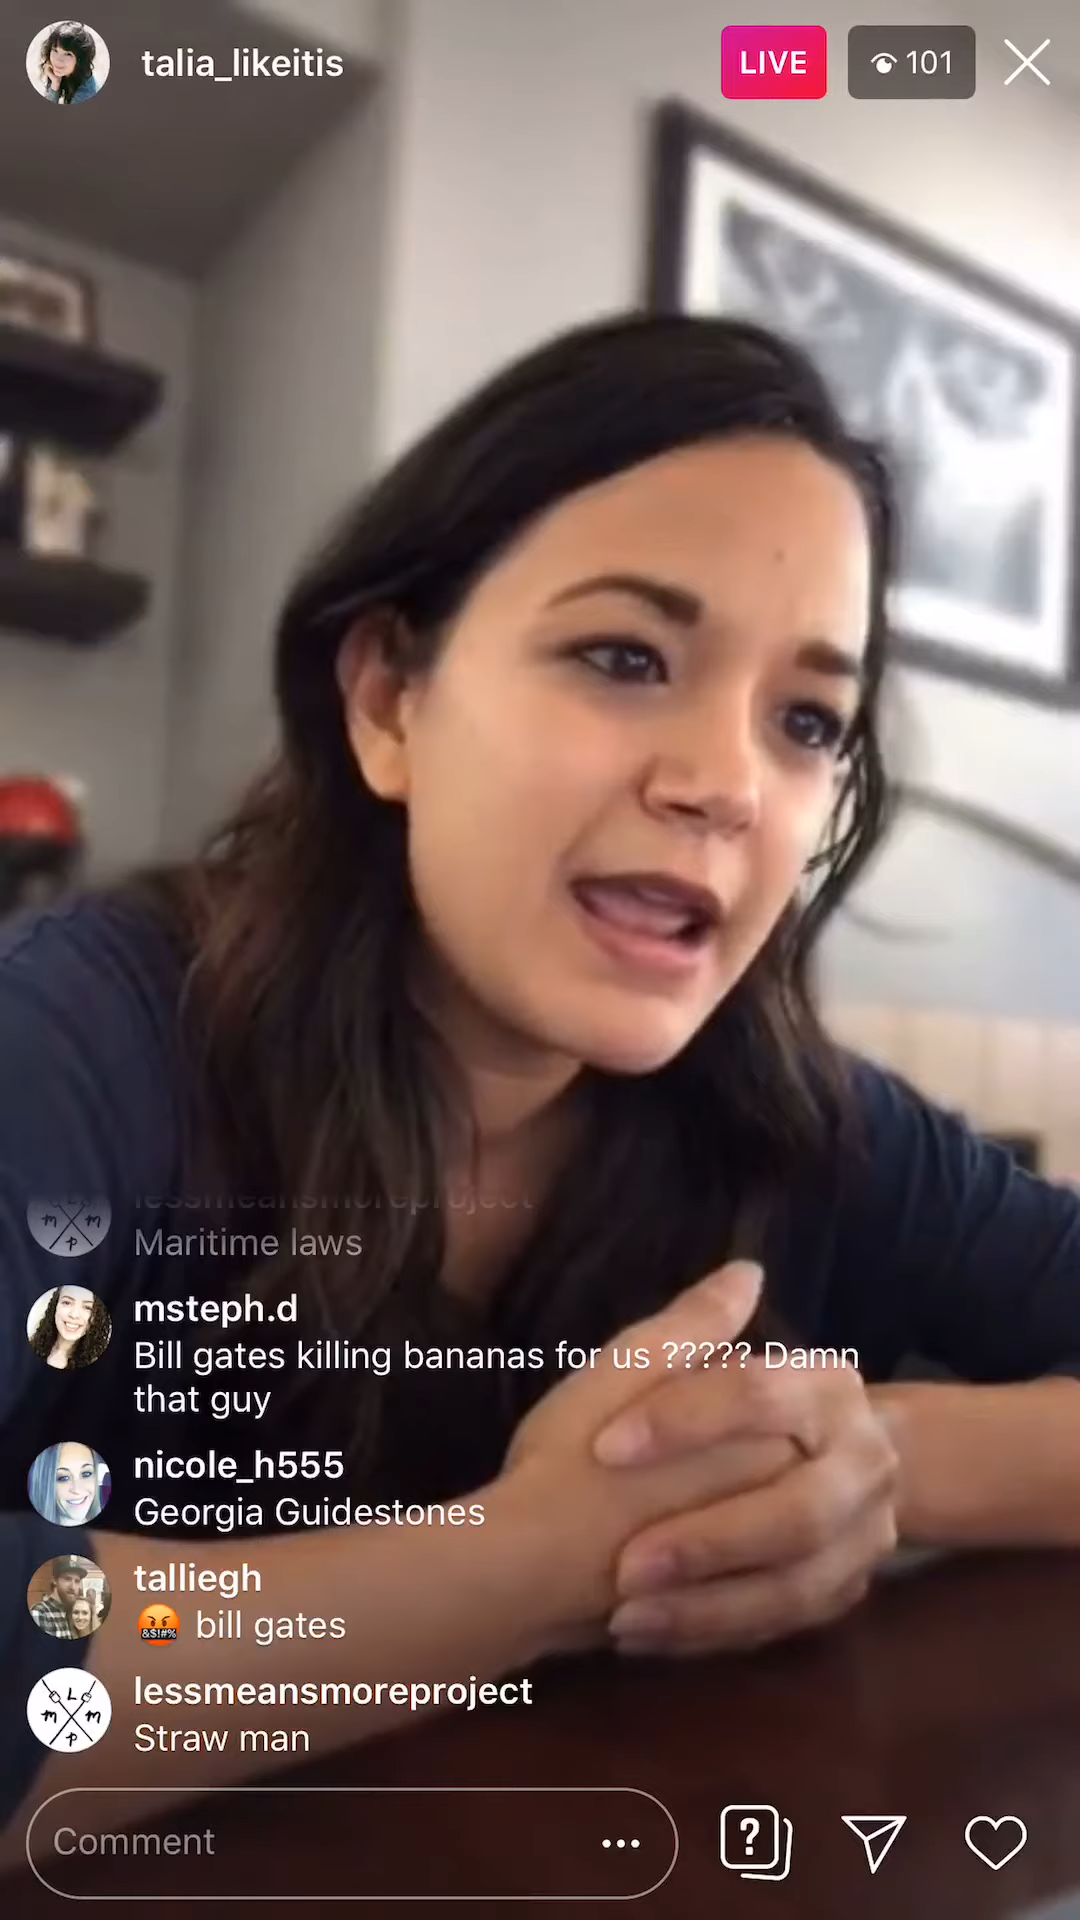 talia_likeitis
LIVE
101
lessmeansmoreproject
Maritime laws
msteph.d
Bill gates killing bananas for us ????? Damn
that guy
nicole_h555
Georgia Guidestones
talliegh
🤬 bill gates
L
M M
P
lessmeansmoreproject
Straw man
Comment
?